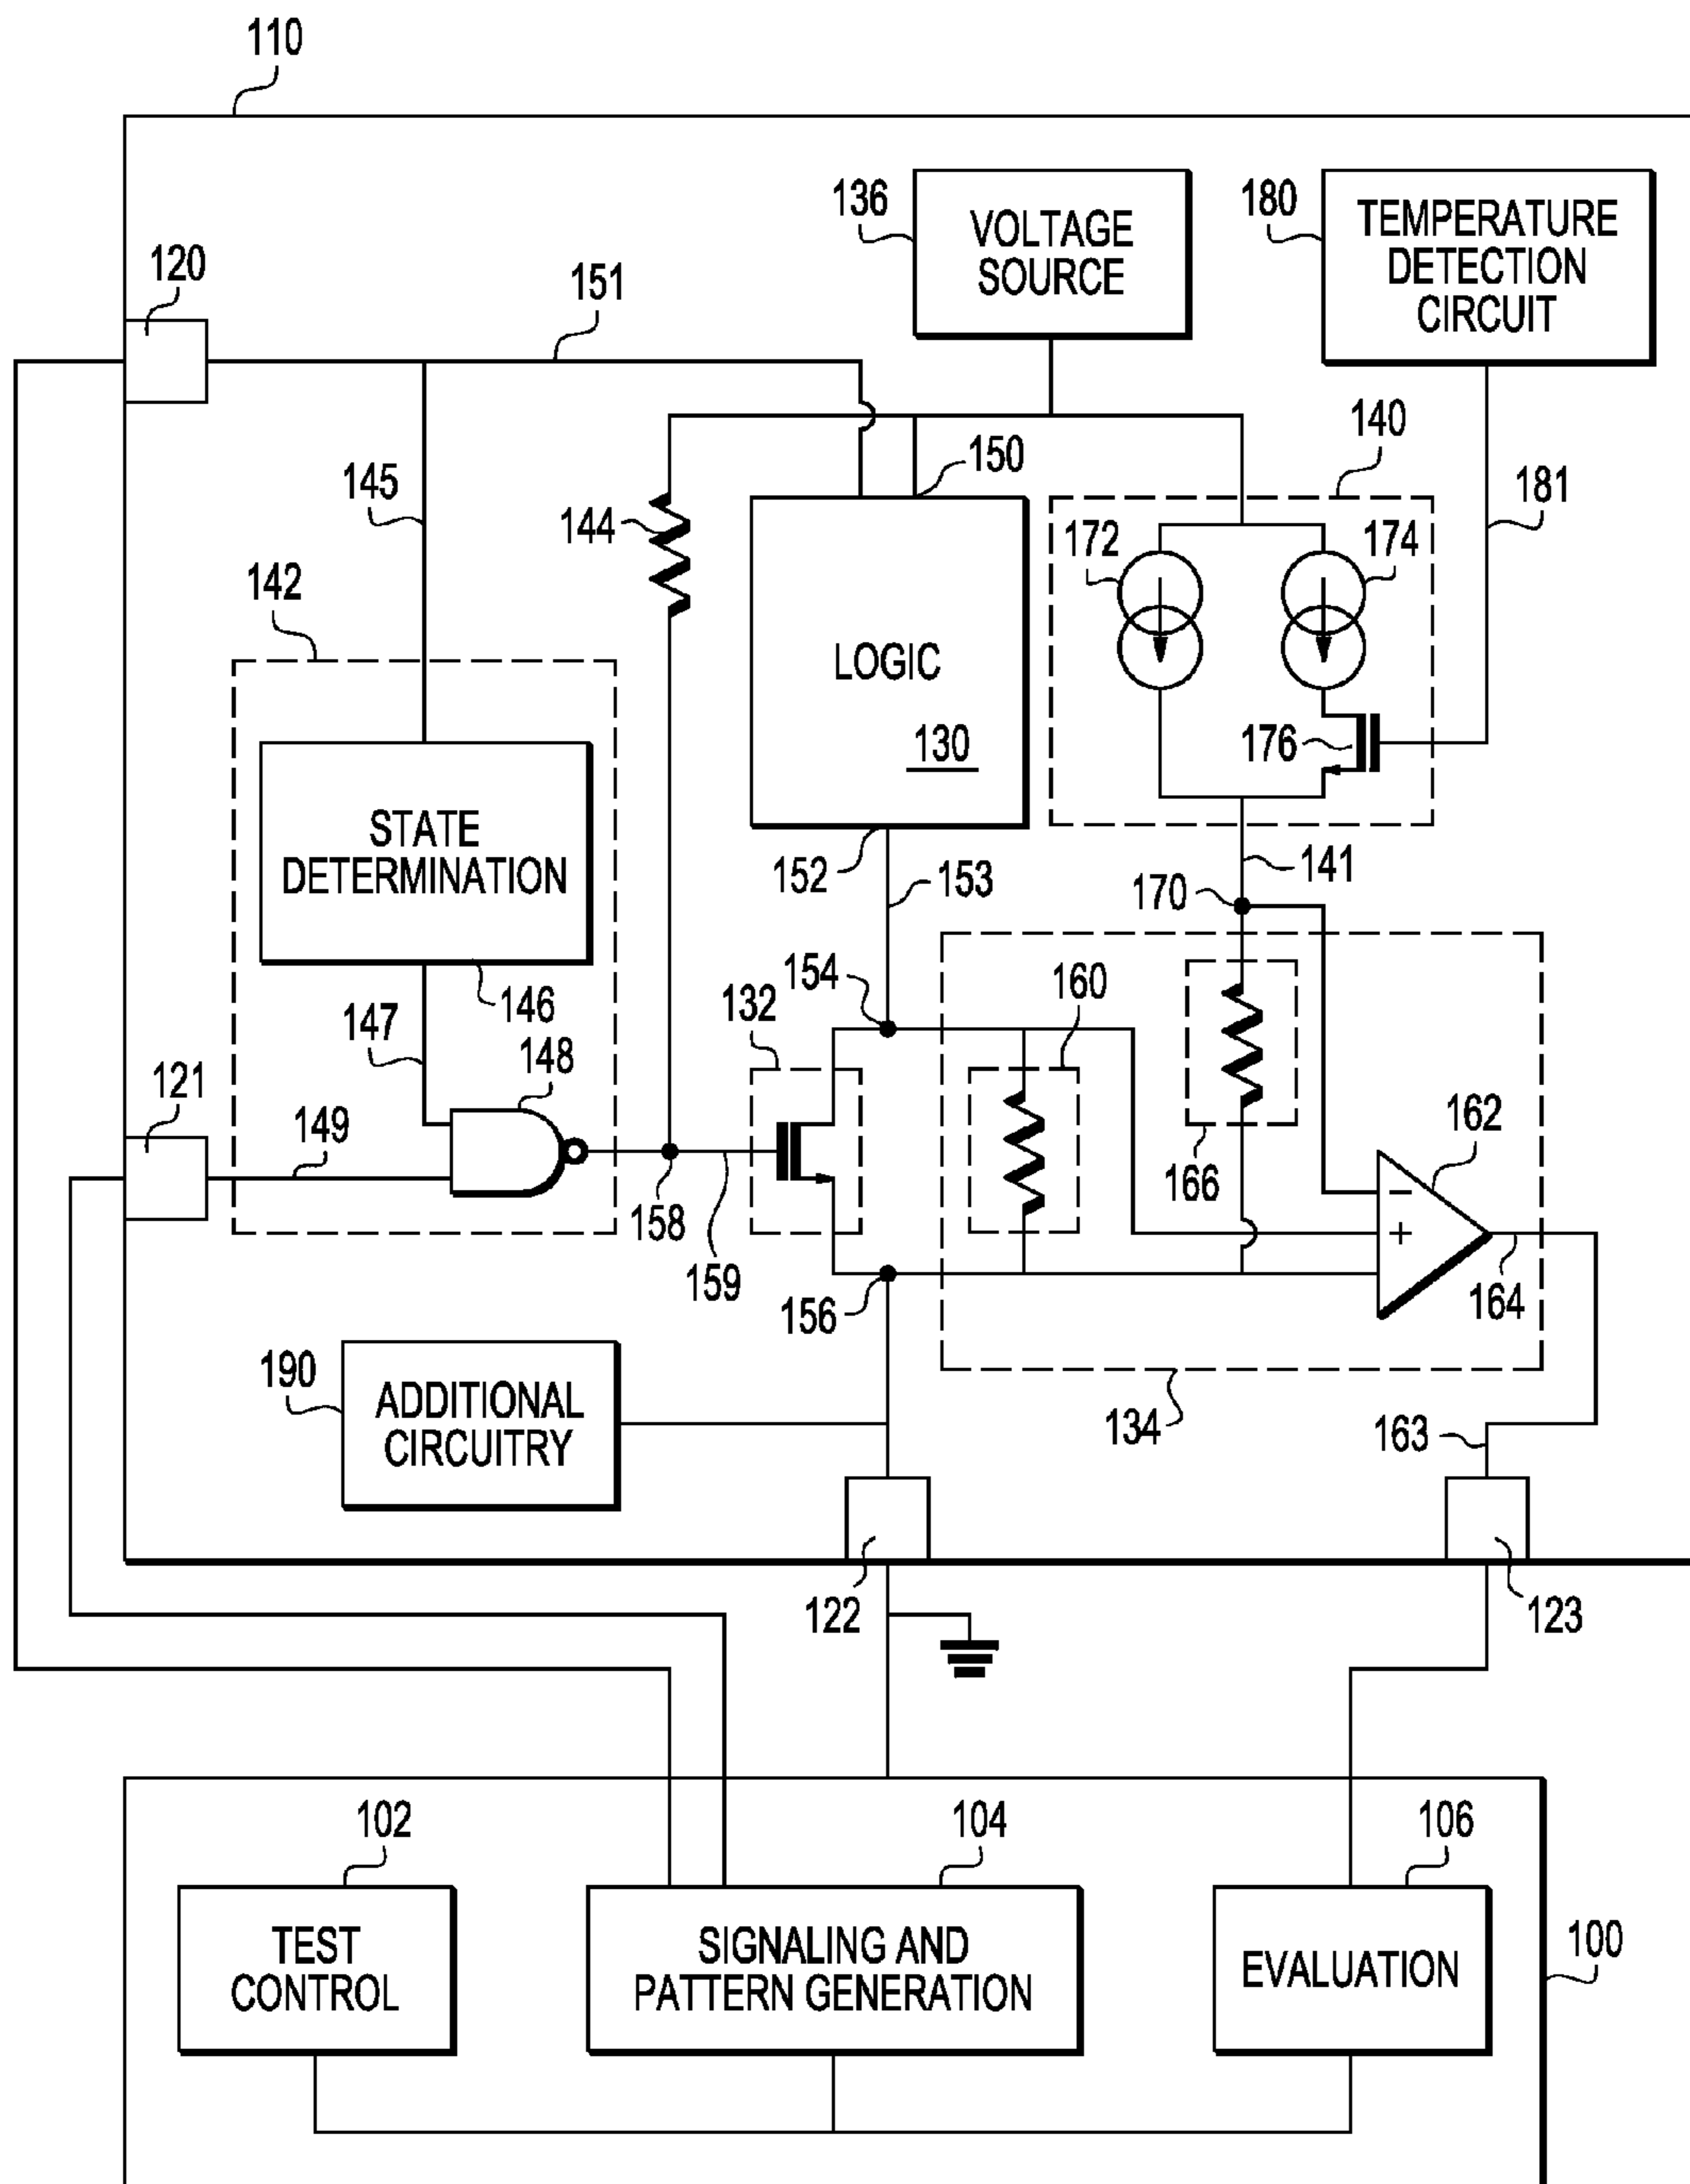 110
136
VOLTAGE
SOURCE
180
TEMPERATURE
DETECTION
CIRCUIT
120
151
140
150
145
181
144
172
174
142
LOGIC
130
176
STATE
DETERMINATION
152
153
141
170
154
160
146
147
132
148
121
162
149
166
158
159
156
164
190
ADDITIONAL
CIRCUITRY
134
163
122
123
102
104
106
TEST
CONTROL
SIGNALING AND
PATTERN GENERATION
EVALUATION
100
−
+